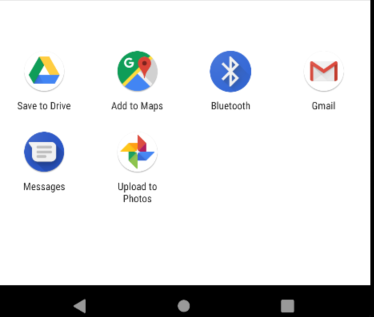 Save to Drive
Add to Maps
Bluetooth
Gmail
Messages
Upload to
Photos